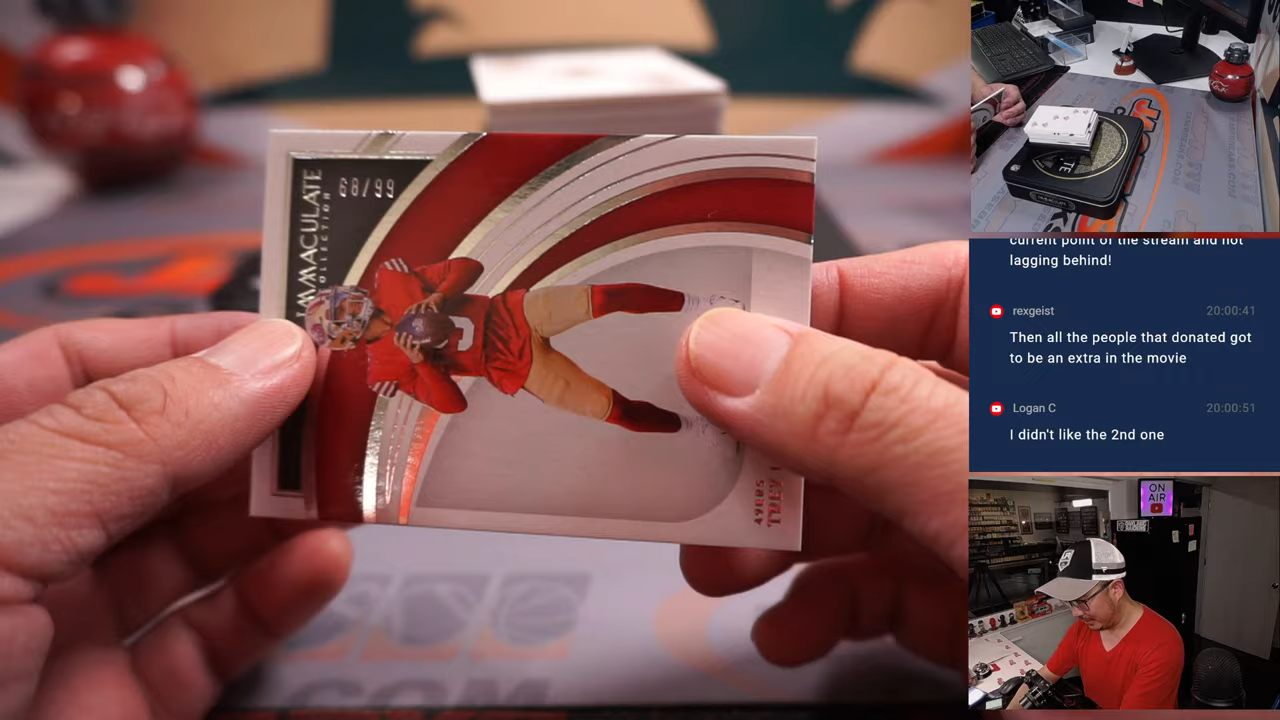 IMMACULATE
COLLECTION
68/99
49ERS
TREY
current point of the stream and not
lagging behind!
rexgeist
20:00:41
Then all the people that donated got
to be an extra in the movie
Logan C
20:00:51
I didn't like the 2nd one
ON
AIR
.COM